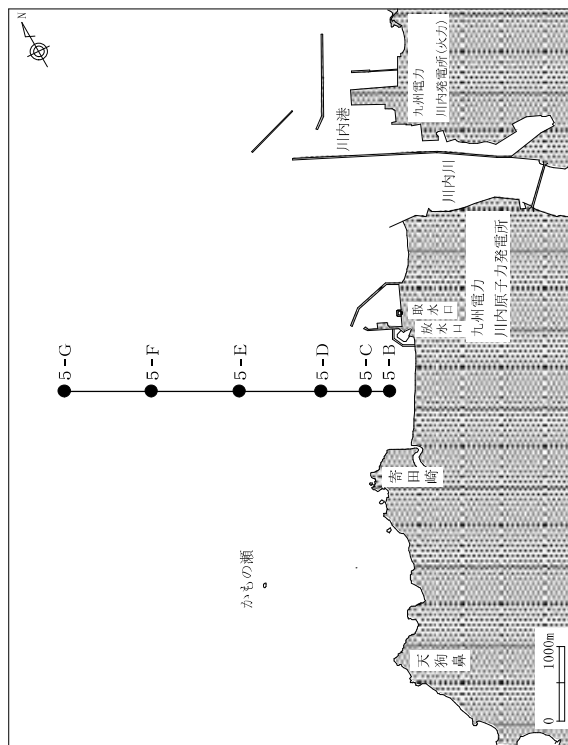 N
九州電力
川内発電所(火力)
川内港
川内川
九州電力
川内原子力発電所
取水口
放水口
5-G
5-F
5-E
5-D
5-C
5-B
寄田崎
かもの瀬
天狗鼻
0 1000m